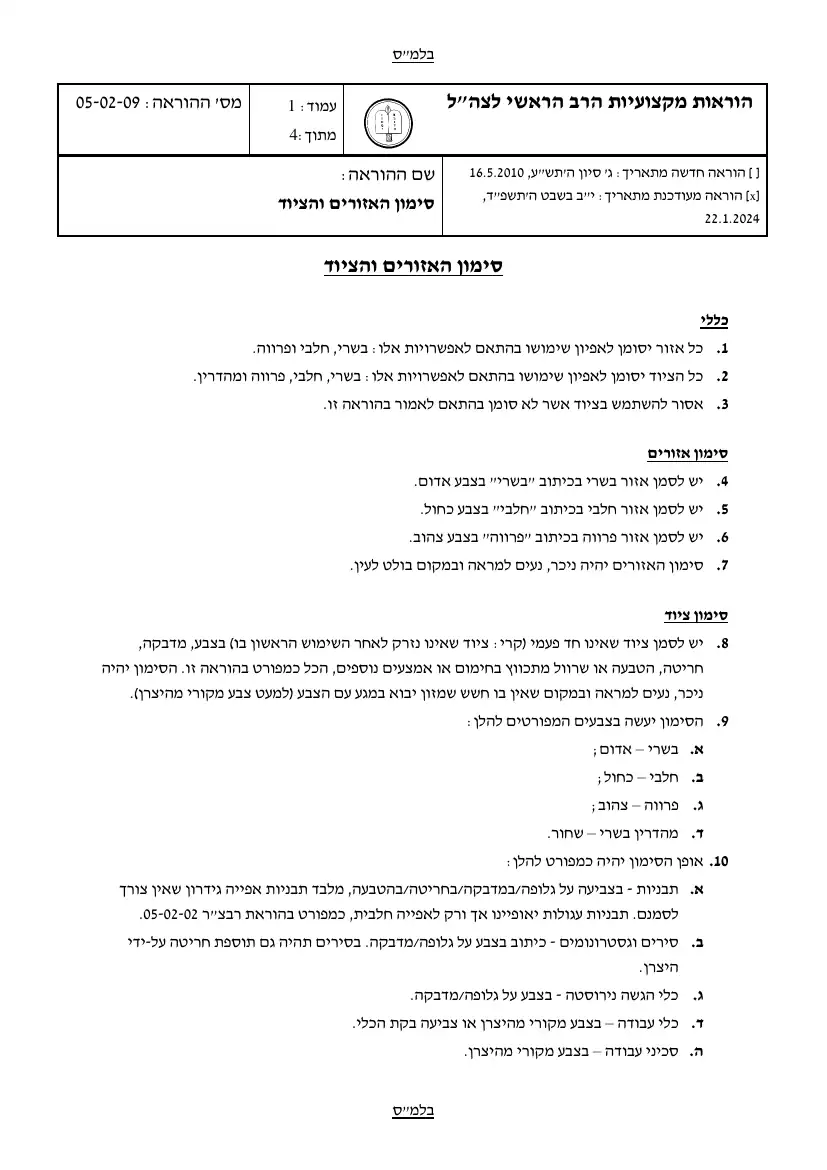 בלמ"ס
הוראות מקצועיות הרב הראשי לצה"ל
עמוד: 1
מתוך: 4
מס' ההוראה: 05-02-09
[ ] הוראה חדשה מתאריך: ג' סיון ה'תש"ע, 16.5.2010
[x] הוראה מעודכנת מתאריך: י"ב בשבט ה'תשפ"ד,
22.1.2024
שם ההוראה:
סימון האזורים והציוד
סימון האזורים והציוד
כללי
1. כל אזור יסומן לאפיון שימושו בהתאם לאפשרויות אלו: בשרי, חלבי ופרווה.
2. כל הציוד יסומן לאפיון שימושו בהתאם לאפשרויות אלו: בשרי, חלבי, פרווה ומהדרין.
3. אסור להשתמש בציוד אשר לא סומן בהתאם לאמור בהוראה זו.
סימון אזורים
4. יש לסמן אזור בשרי בכיתוב "בשרי" בצבע אדום.
5. יש לסמן אזור חלבי בכיתוב "חלבי" בצבע כחול.
6. יש לסמן אזור פרווה בכיתוב "פרווה" בצבע צהוב.
7. סימון האזורים יהיה ניכר, נעים למראה ובמקום בולט לעין.
סימון ציוד
8. יש לסמן ציוד שאינו חד פעמי (קרי: ציוד שאינו נזרק לאחר השימוש הראשון בו) בצבע, מדבקה,
חריטה, הטבעה או שרוול מתכווץ בחימום או אמצעים נוספים, הכל כמפורט בהוראה זו. הסימון יהיה
ניכר, נעים למראה ובמקום שאין בו חשש שמזון יבוא במגע עם הצבע (למעט צבע מקורי מהיצרן).
9. הסימון יעשה בצבעים המפורטים להלן:
א. בשרי – אדום;
ב. חלבי – כחול;
ג. פרווה – צהוב;
ד. מהדרין בשרי – שחור.
10. אופן הסימון יהיה כמפורט להלן:
א. תבניות - בצביעה על גלופה/במדבקה/בחריטה/בהטבעה, מלבד תבניות אפייה גידרון שאין צורך
לסמנם. תבניות עגולות יאופיינו אך ורק לאפייה חלבית, כמפורט בהוראת רבצ"ר 05-02-02.
ב. סירים וגסטרונומים - כיתוב בצבע על גלופה/מדבקה. בסירים תהיה גם תוספת חריטה על-ידי
היצרן.
ג. כלי הגשה נירוסטה - בצבע על גלופה/מדבקה.
ד. כלי עבודה – בצבע מקורי מהיצרן או צביעה בקת הכלי.
ה. סכיני עבודה – בצבע מקורי מהיצרן.
בלמ"ס